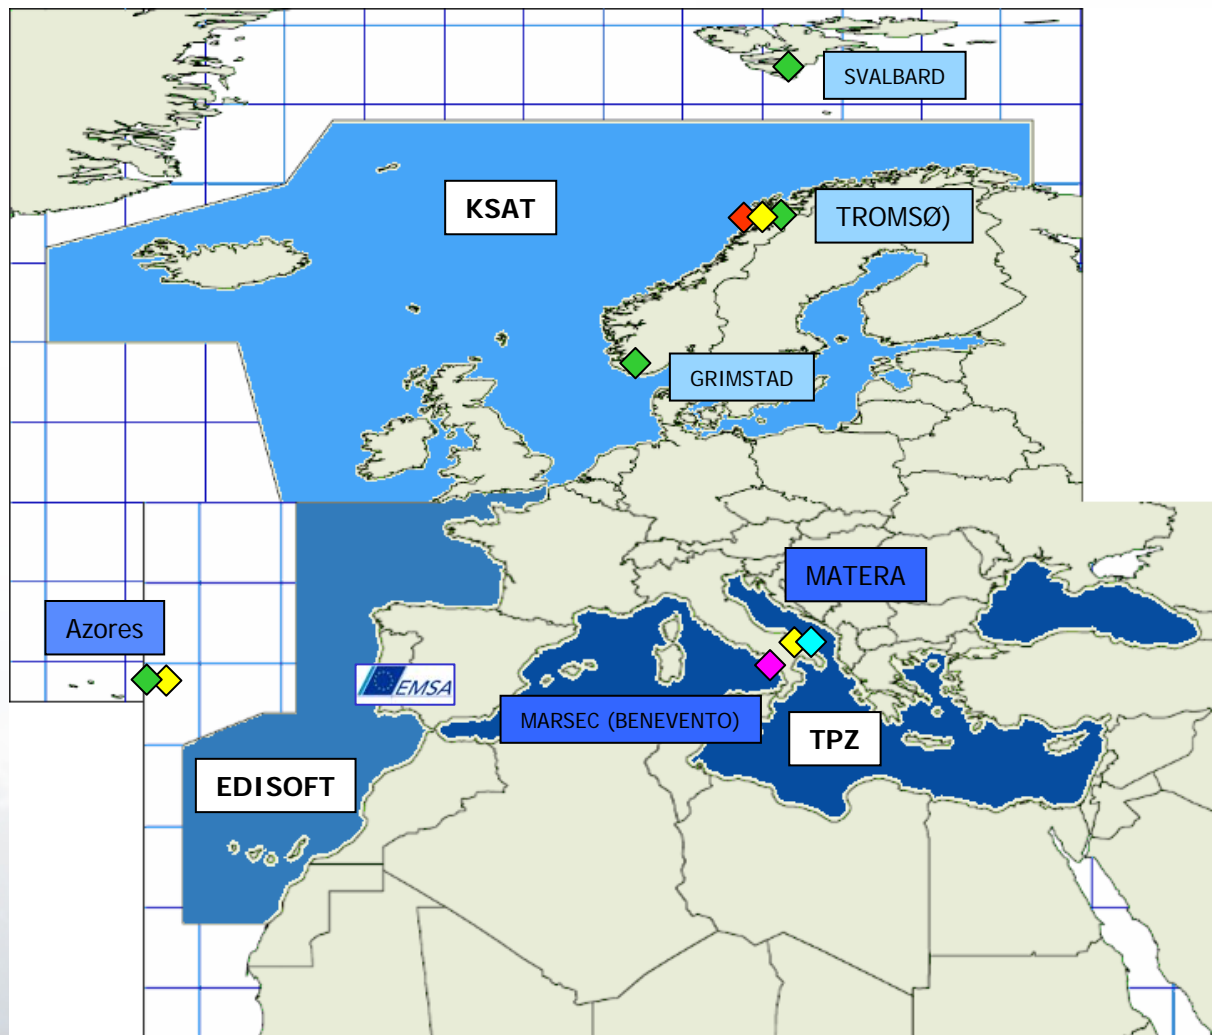 SVALBARD
KSAT
TROMSØ)
GRIMSTAD
MATERA
Azores
EMSA
MARSEC (BENEVENTO)
TPZ
EDISOFT